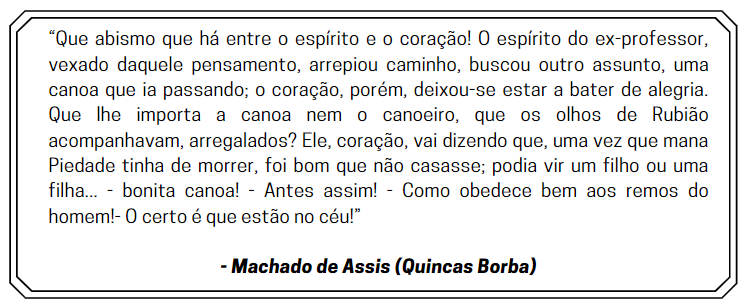 “Que abismo que há entre o espírito e o coração! O espírito do ex-professor,
vexado daquele pensamento, arrepiou caminho, buscou outro assunto, uma
canoa que ia passando; o coração, porém, deixou-se estar a bater de alegria.
Que lhe importa a canoa nem o canoeiro, que os olhos de Rubião
acompanhavam, arregalados? Ele, coração, vai dizendo que, uma vez que mana
Piedade tinha de morrer, foi bom que não casasse; podia vir um filho ou uma
filha... - bonita canoa! - Antes assim! - Como obedece bem aos remos do
homem!- O certo é que estão no céu!”
- Machado de Assis (Quincas Borba)